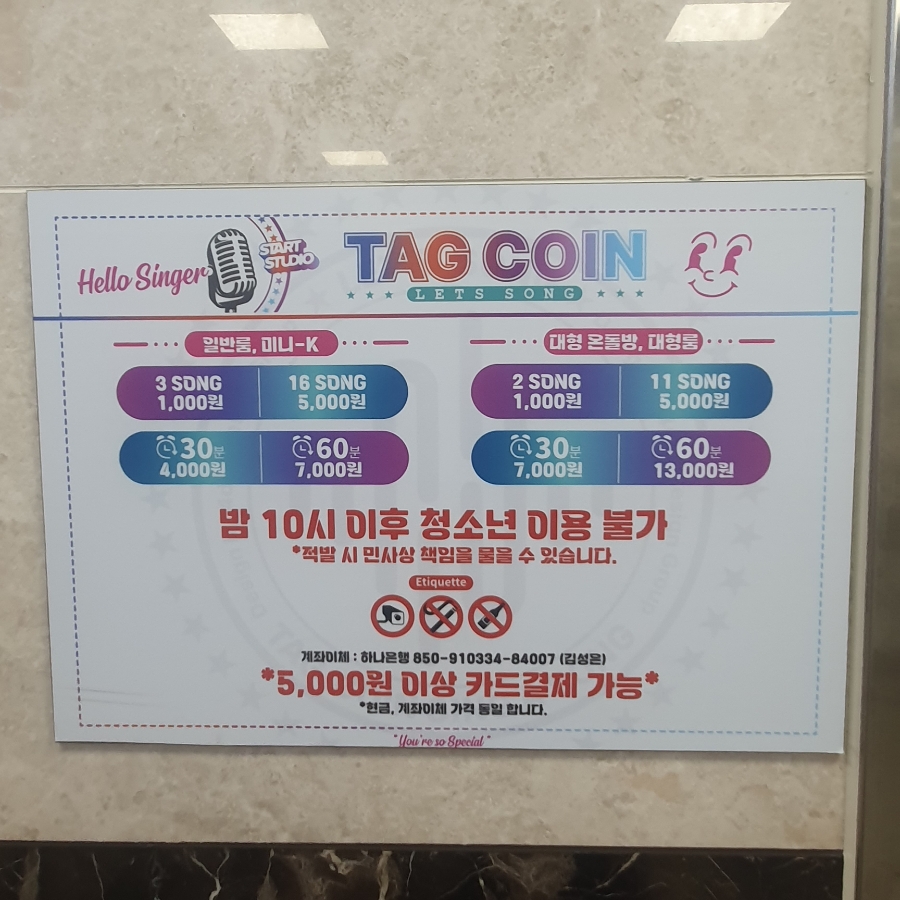 Hello Singer
START
STUDIO
TAG COIN
LETS SONG
일반룸, 미니-K
3 SONG
1,000원
16 SONG
5,000원
30분
4,000원
60분
7,000원
대형 온돌방, 대형룸
2 SONG
1,000원
11 SONG
5,000원
30분
7,000원
60분
13,000원
밤 10시 이후 청소년 이용 불가
*적발 시 민사상 책임을 물을 수 있습니다.
Etiquette
계좌이체 : 하나은행 850-910334-84007 (김성은)
*5,000원 이상 카드결제 가능*
*현금, 계좌이체 가격 동일 합니다.
"You're so Special"